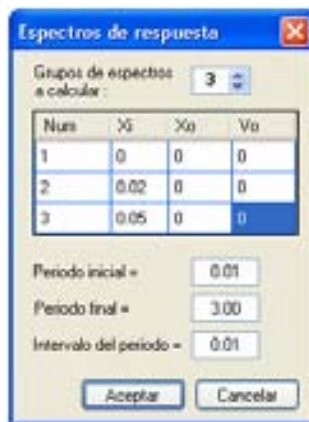 Espectros de respuesta
Grupos de espectros
a calcular : 3
Num Xi Xo Vo
1 0 0 0
2 0.02 0 0
3 0.05 0 0
Periodo inicial = 0.01
Periodo final = 3.00
Intervalo del periodo = 0.01
Aceptar Cancelar